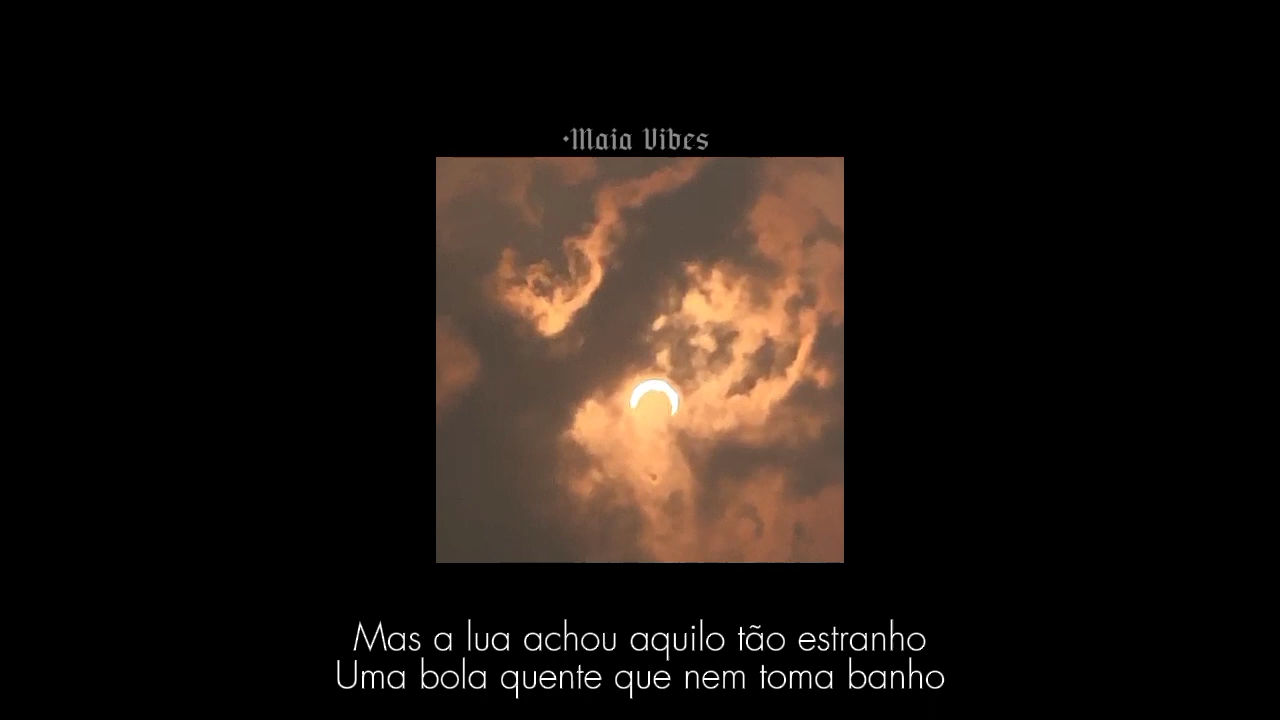 ·Maia Vibes
Mas a lua achou aquilo tão estranho
Uma bola quente que nem toma banho